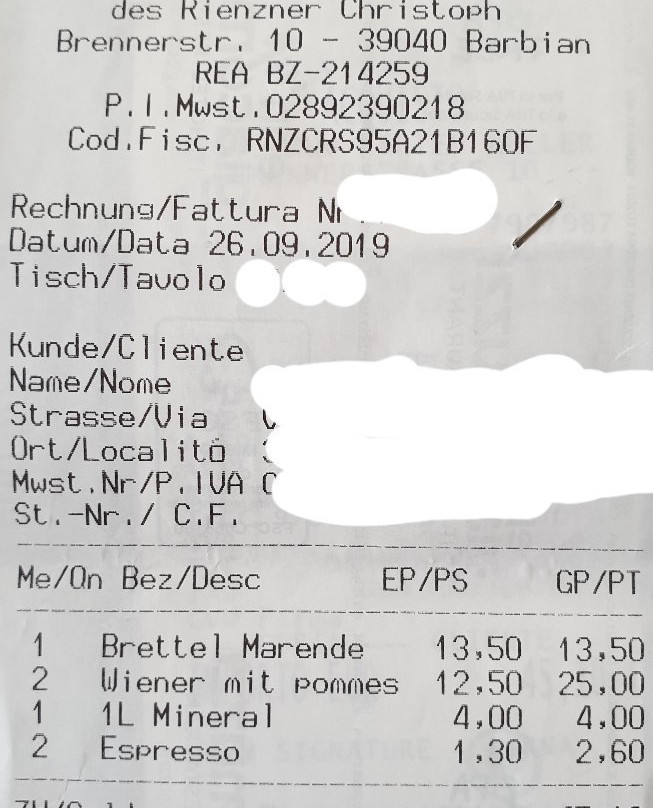 des Rienzner Christoph
Brennerstr. 10 - 39040 Barbian
REA BZ-214259
P.I.Mwst.02892390218
Cod.Fisc. RNZCRS95A21B160F
Rechnung/Fattura Nr
Datum/Data 26.09.2019
Tisch/Tavolo
Kunde/Cliente
Name/Nome
Strasse/Via
Ort/Localitò
Mwst.Nr/P.IVA
St.-Nr./ C.F.
Me/Qn Bez/Desc EP/PS GP/PT
1 Brettel Marende 13,50 13,50
2 Wiener mit pommes 12,50 25,00
1 1L Mineral 4,00 4,00
2 Espresso 1,30 2,60